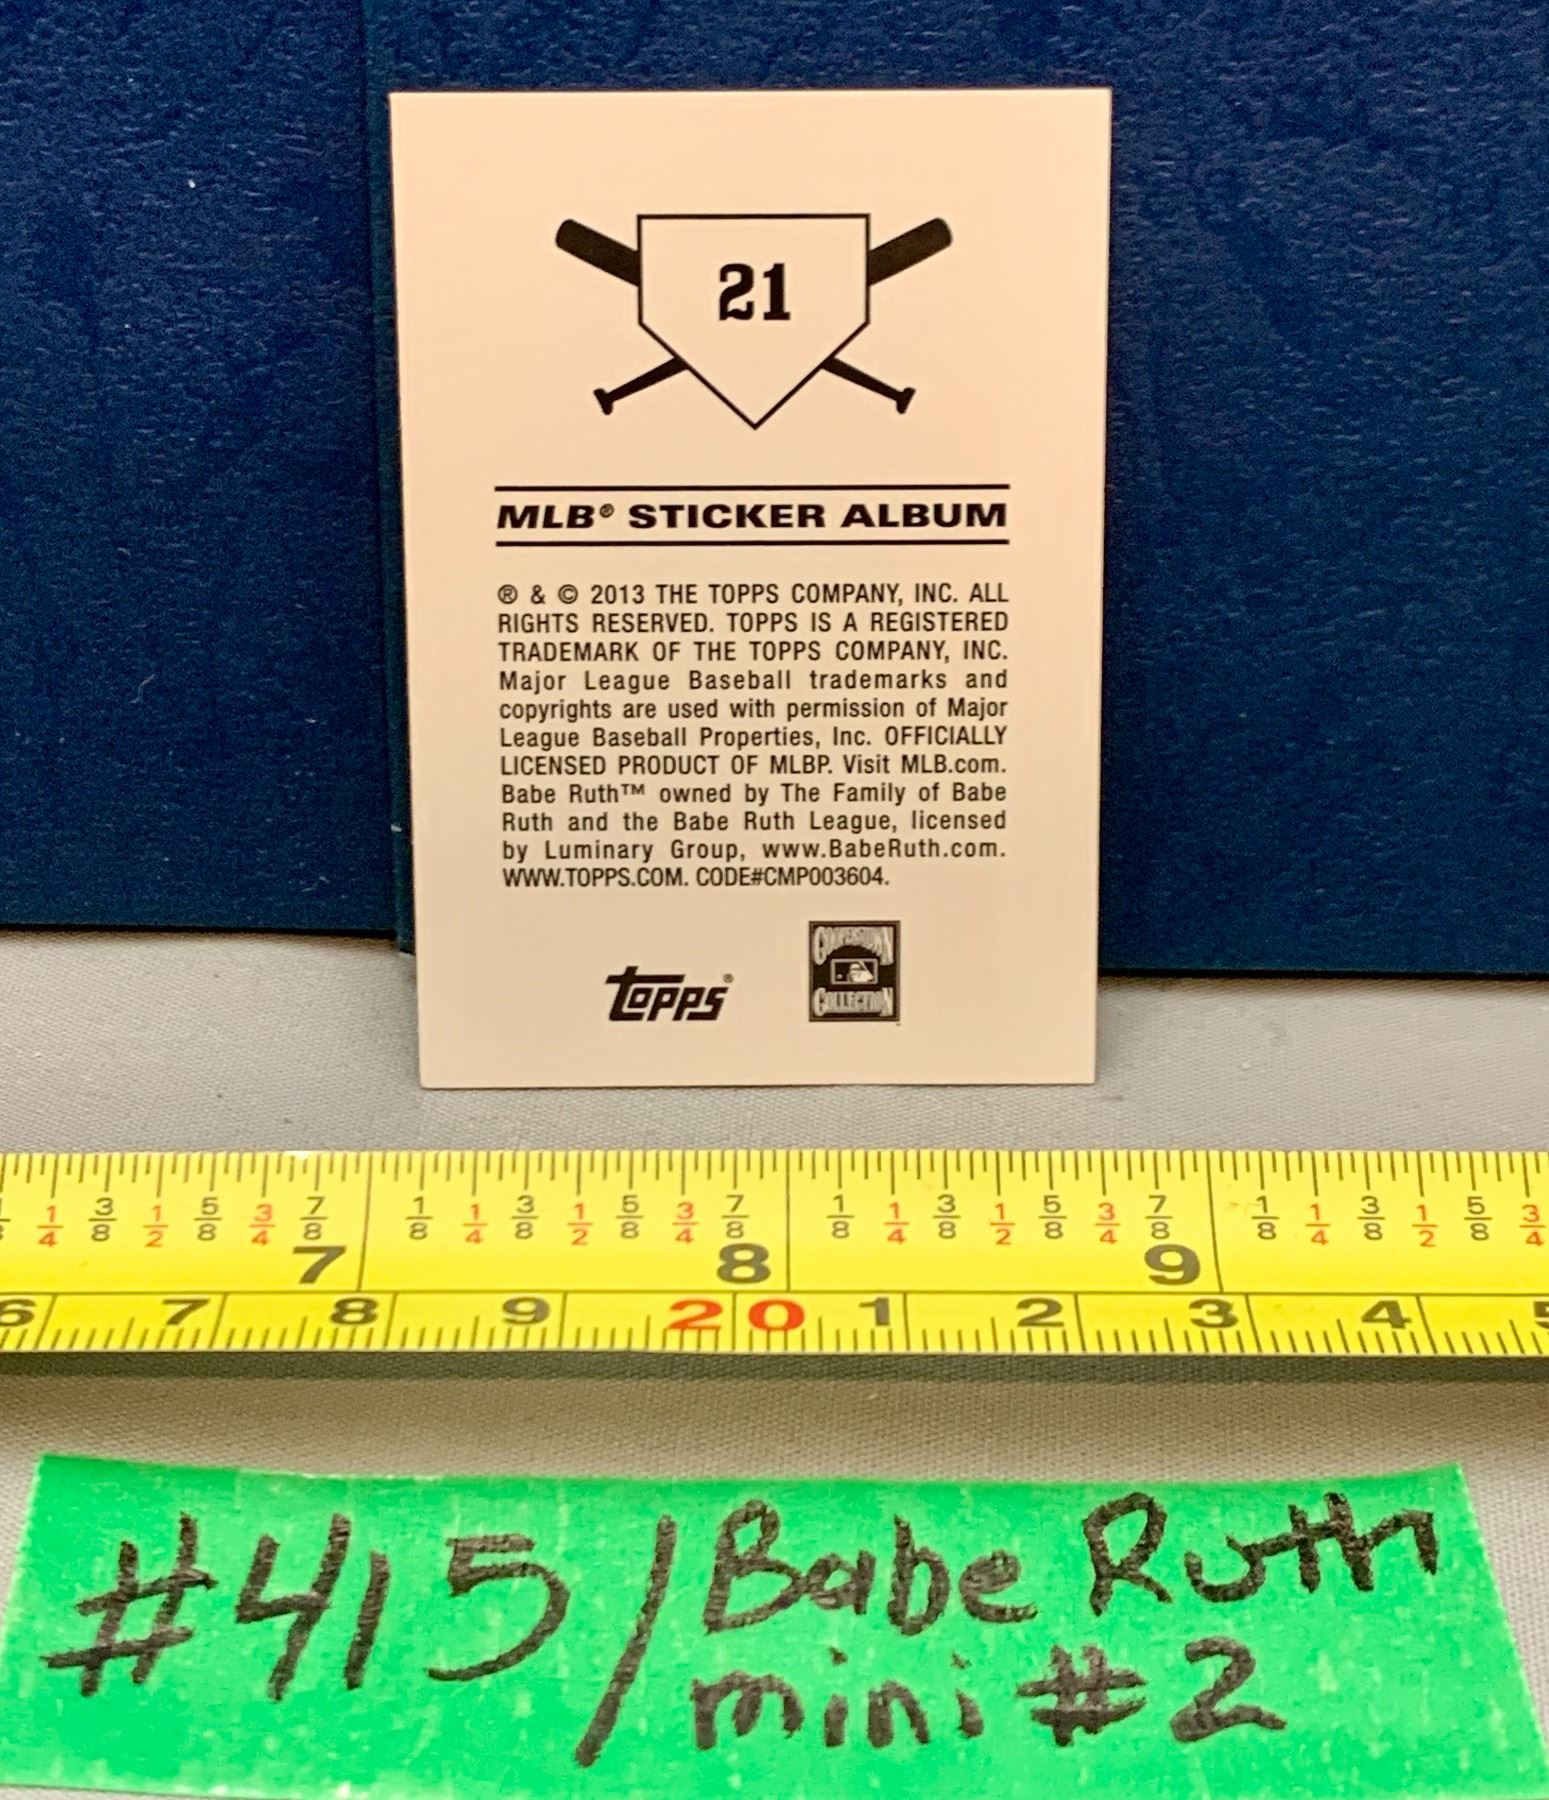 21
MLB® STICKER ALBUM
® & © 2013 THE TOPPS COMPANY, INC. ALL
RIGHTS RESERVED. TOPPS IS A REGISTERED
TRADEMARK OF THE TOPPS COMPANY, INC.
Major League Baseball trademarks and
copyrights are used with permission of Major
League Baseball Properties, Inc. OFFICIALLY
LICENSED PRODUCT OF MLBP. Visit MLB.com.
Babe Ruth™ owned by The Family of Babe
Ruth and the Babe Ruth League, licensed
by Luminary Group, www.BabeRuth.com.
WWW.TOPPS.COM. CODE#CMP003604.
COOPERSTOWN
COLLECTION
topps®
1/4 3/8 1/2 5/8 3/4 7/8 1/8 1/4 3/8 1/2 5/8 3/4 7/8 1/8 1/4 3/8 1/2 5/8 3/4 7/8 1/8 1/4 3/8 1/2 5/8 3/4
7 8 9
6 7 8 9 20 1 2 3 4 5
#415/Babe Ruth
mini #2